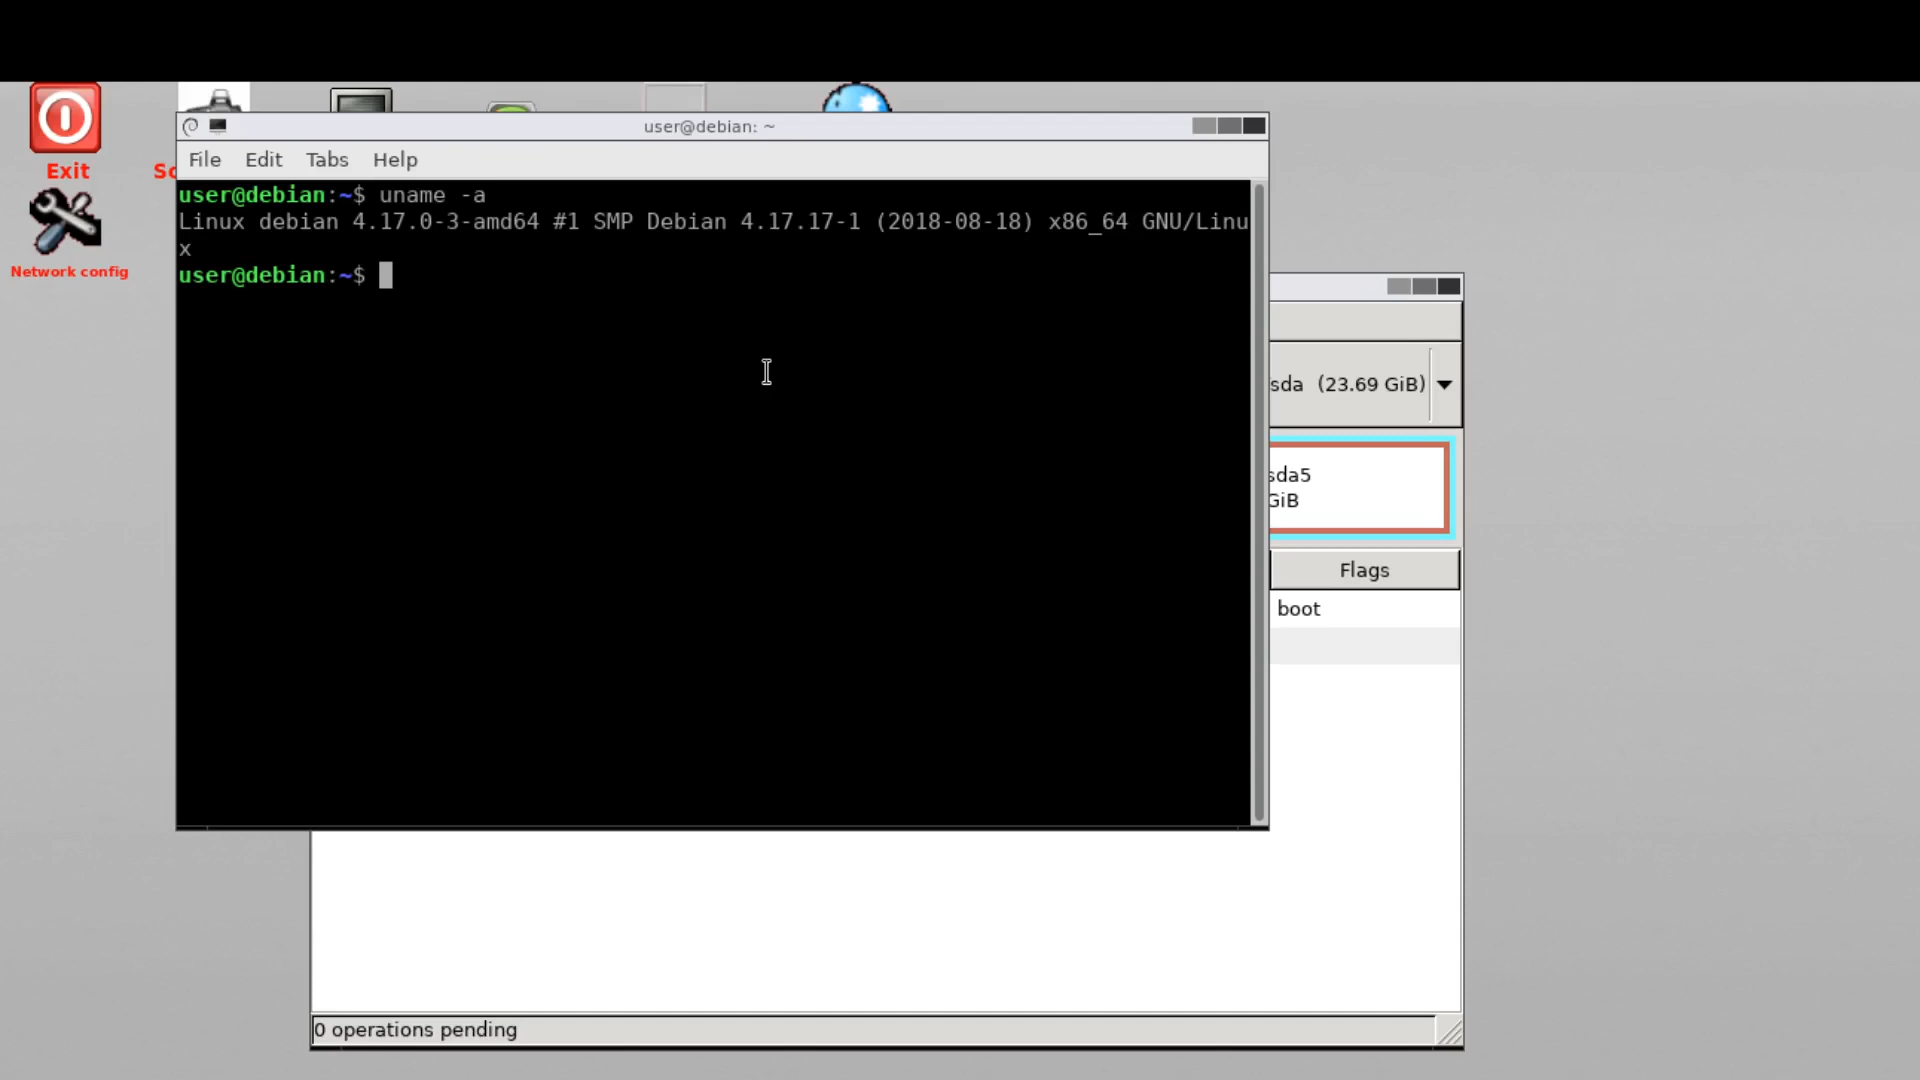 Exit
Network config
user@debian: ~
File Edit Tabs Help
user@debian:~$ uname -a
Linux debian 4.17.0-3-amd64 #1 SMP Debian 4.17.17-1 (2018-08-18) x86_64 GNU/Linu
x
user@debian:~$
sda (23.69 GiB)
sda5
GiB
Flags
boot
0 operations pending